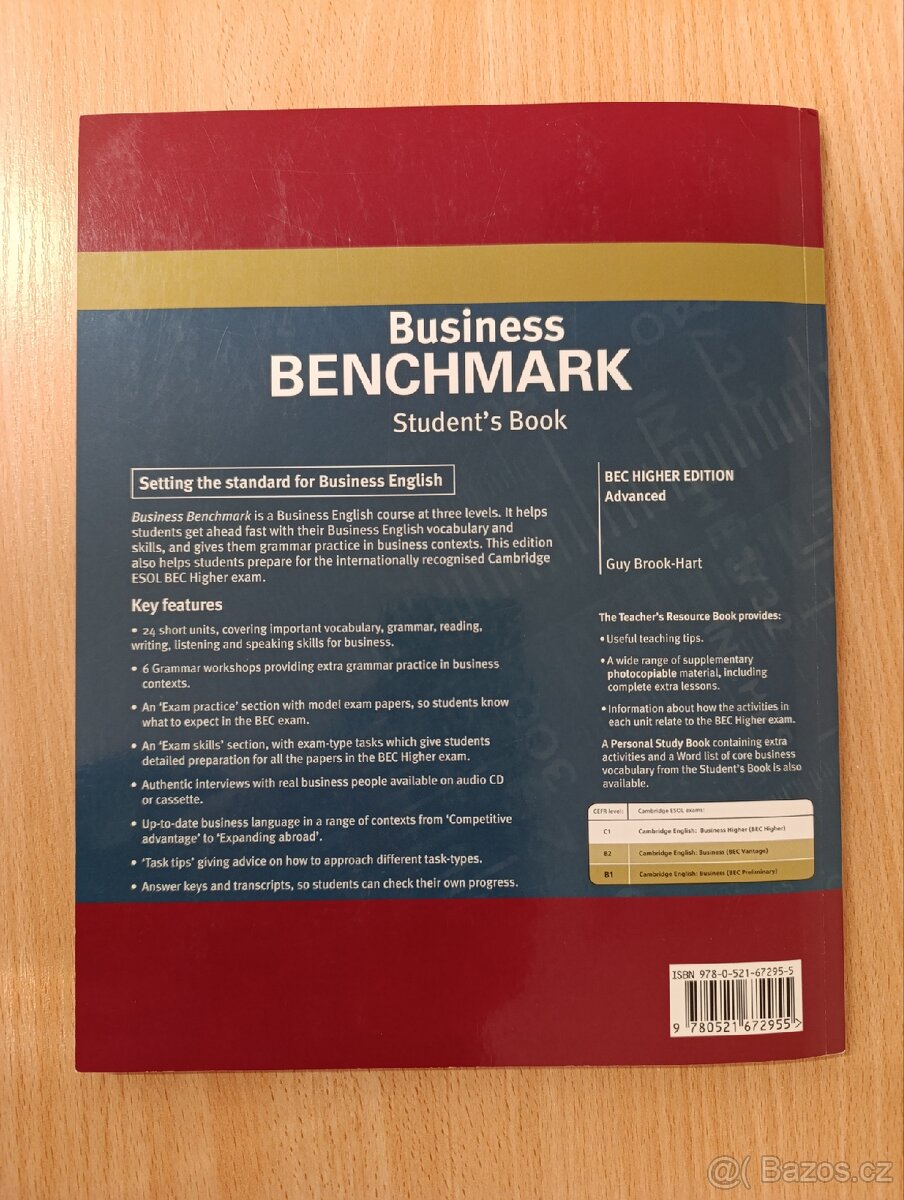 Business
BENCHMARK
Student's Book
Setting the standard for Business English
Business Benchmark is a Business English course at three levels. It helps
students get ahead fast with their Business English vocabulary and
skills, and gives them grammar practice in business contexts. This edition
also helps students prepare for the internationally recognised Cambridge
ESOL BEC Higher exam.
Key features
• 24 short units, covering important vocabulary, grammar, reading,
writing, listening and speaking skills for business.
• 6 Grammar workshops providing extra grammar practice in business
contexts.
• An 'Exam practice' section with model exam papers, so students know
what to expect in the BEC exam.
• An 'Exam skills' section, with exam-type tasks which give students
detailed preparation for all the papers in the BEC Higher exam.
• Authentic interviews with real business people available on audio CD
or cassette.
• Up-to-date business language in a range of contexts from 'Competitive
advantage' to 'Expanding abroad'.
• 'Task tips' giving advice on how to approach different task-types.
• Answer keys and transcripts, so students can check their own progress.
BEC HIGHER EDITION
Advanced
Guy Brook-Hart
The Teacher's Resource Book provides:
• Useful teaching tips.
• A wide range of supplementary
photocopiable material, including
complete extra lessons.
• Information about how the activities in
each unit relate to the BEC Higher exam.
A Personal Study Book containing extra
activities and a Word list of core business
vocabulary from the Student's Book is also
available.
CEFR level: Cambridge ESOL exams:
C1 Cambridge English: Business Higher (BEC Higher)
B2 Cambridge English: Business (BEC Vantage)
B1 Cambridge English: Business (BEC Preliminary)
ISBN 978-0-521-67295-5
9 780521 672955 >
@( Bazos.cz